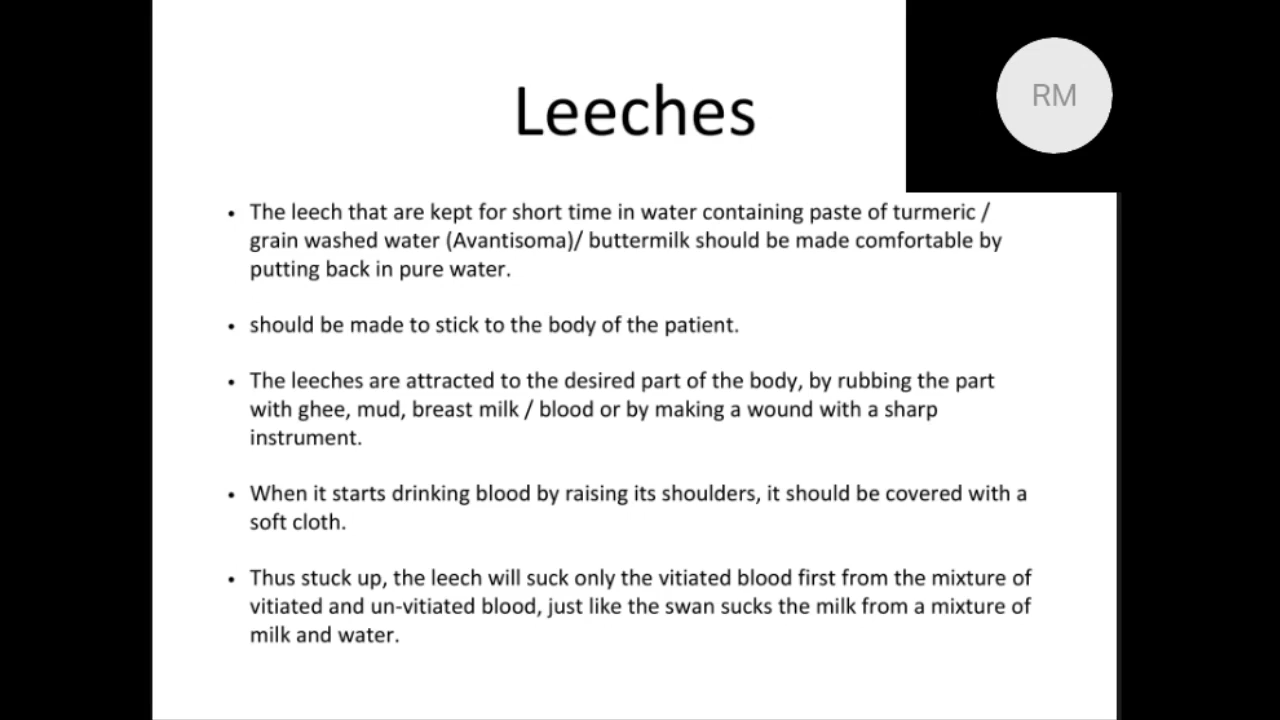 Leeches
RM
• The leech that are kept for short time in water containing paste of turmeric /
grain washed water (Avantisoma)/ buttermilk should be made comfortable by
putting back in pure water.
• should be made to stick to the body of the patient.
• The leeches are attracted to the desired part of the body, by rubbing the part
with ghee, mud, breast milk / blood or by making a wound with a sharp
instrument.
• When it starts drinking blood by raising its shoulders, it should be covered with a
soft cloth.
• Thus stuck up, the leech will suck only the vitiated blood first from the mixture of
vitiated and un-vitiated blood, just like the swan sucks the milk from a mixture of
milk and water.